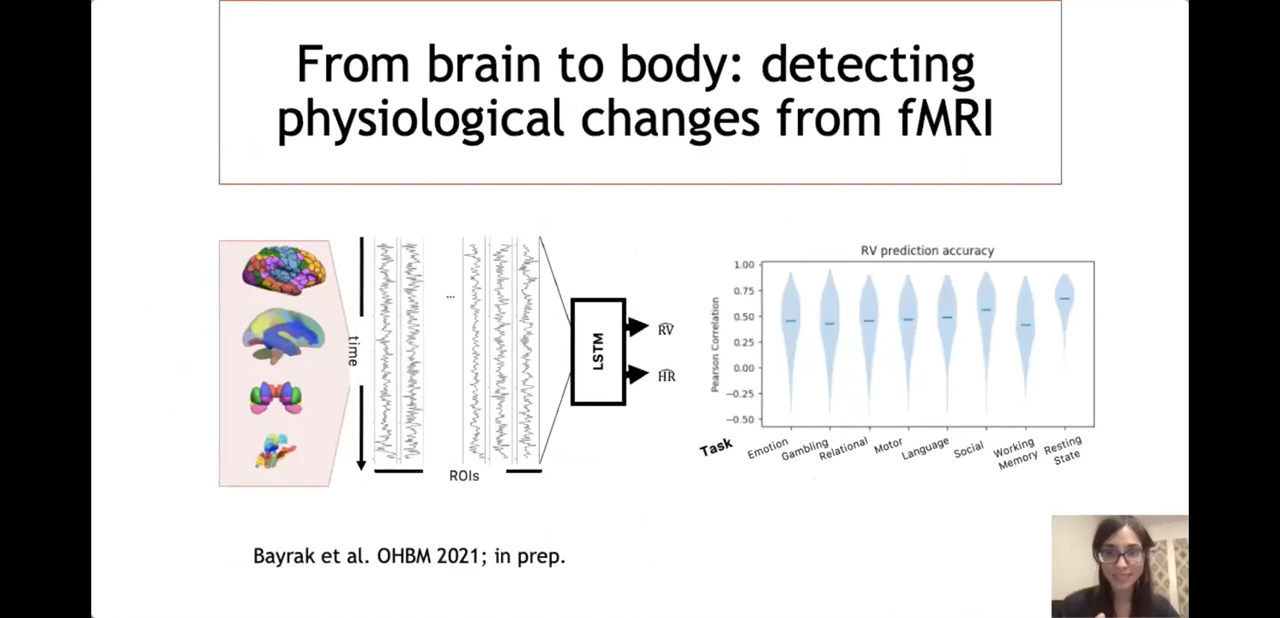 From brain to body: detecting
physiological changes from fMRI
time
...
ROIs
LSTM
RV
HR
RV prediction accuracy
Pearson Correlation
1.00
0.75
0.50
0.25
0.00
−0.25
−0.50
Task
Emotion
Gambling
Relational
Motor
Language
Social
Working
Memory
Resting
State
Bayrak et al. OHBM 2021; in prep.